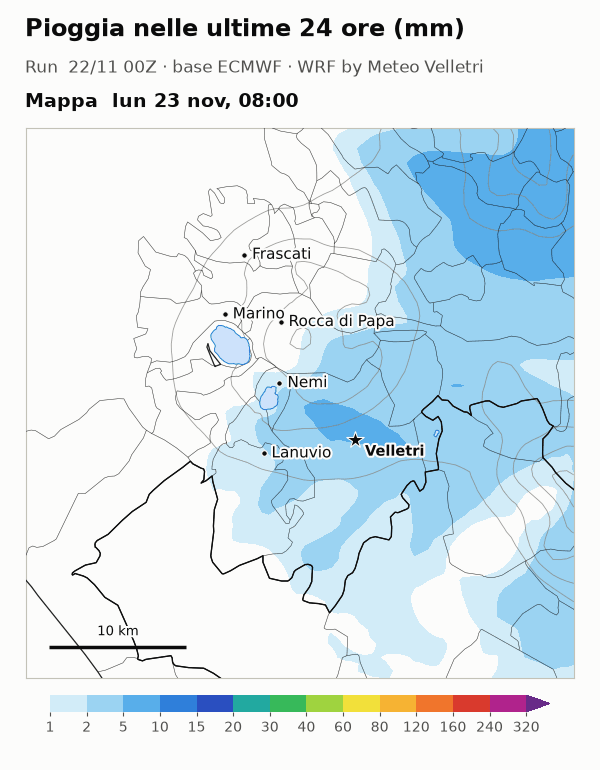 Pioggia nelle ultime 24 ore (mm)
Run  22/11 00Z · base ECMWF · WRF by Meteo Velletri
Mappa  lun 23 nov, 08:00
Frascati
Marino
Rocca di Papa
Nemi
Velletri
Lanuvio
10 km
1 2 5 10 15 20 30 40 60 80 120 160 240 320